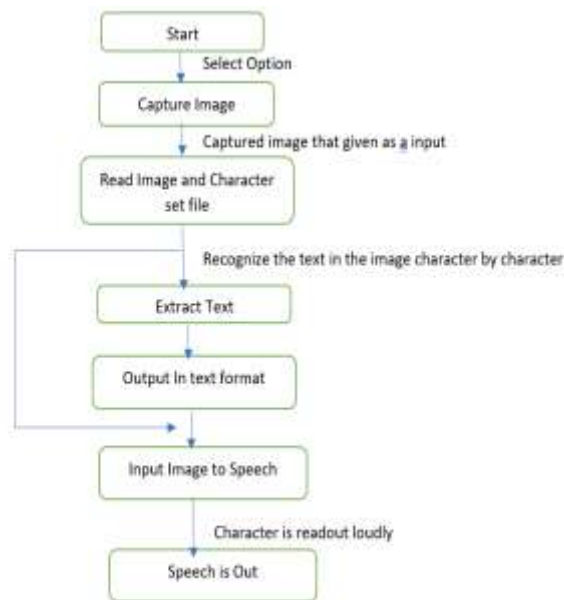 Start
Select Option
Capture Image
Captured image that given as a input
Read Image and Character
set file
Recognize the text in the image character by character
Extract Text
Output In text format
Input Image to Speech
Character is readout loudly
Speech is Out